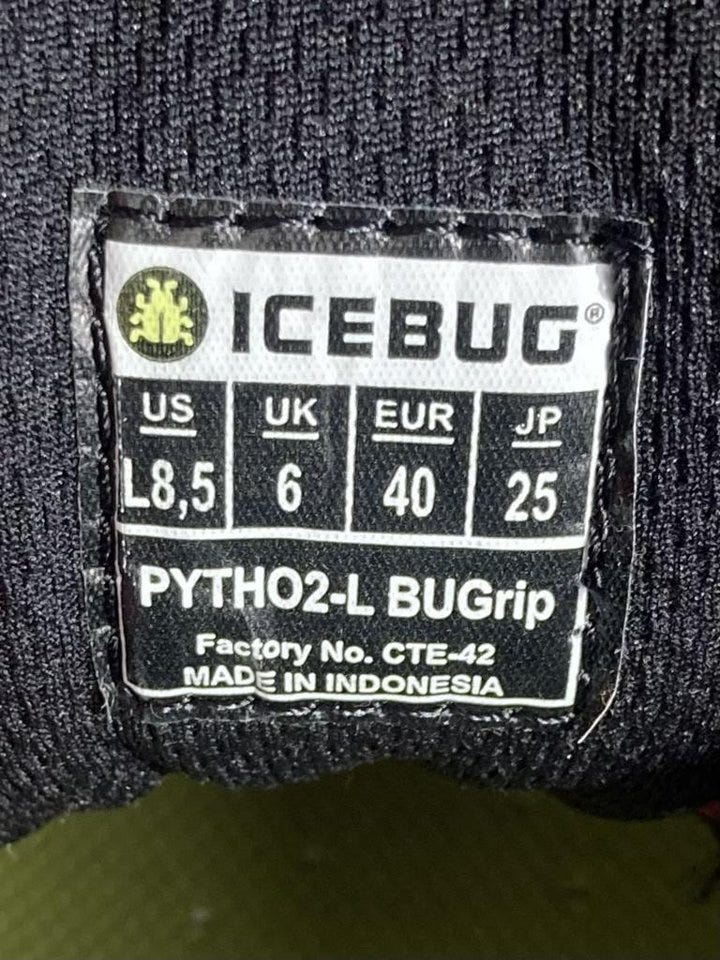 ICEBUG®
US UK EUR JP
L8,5 6 40 25
PYTHO2-L BUGrip
Factory No. CTE-42
MADE IN INDONESIA